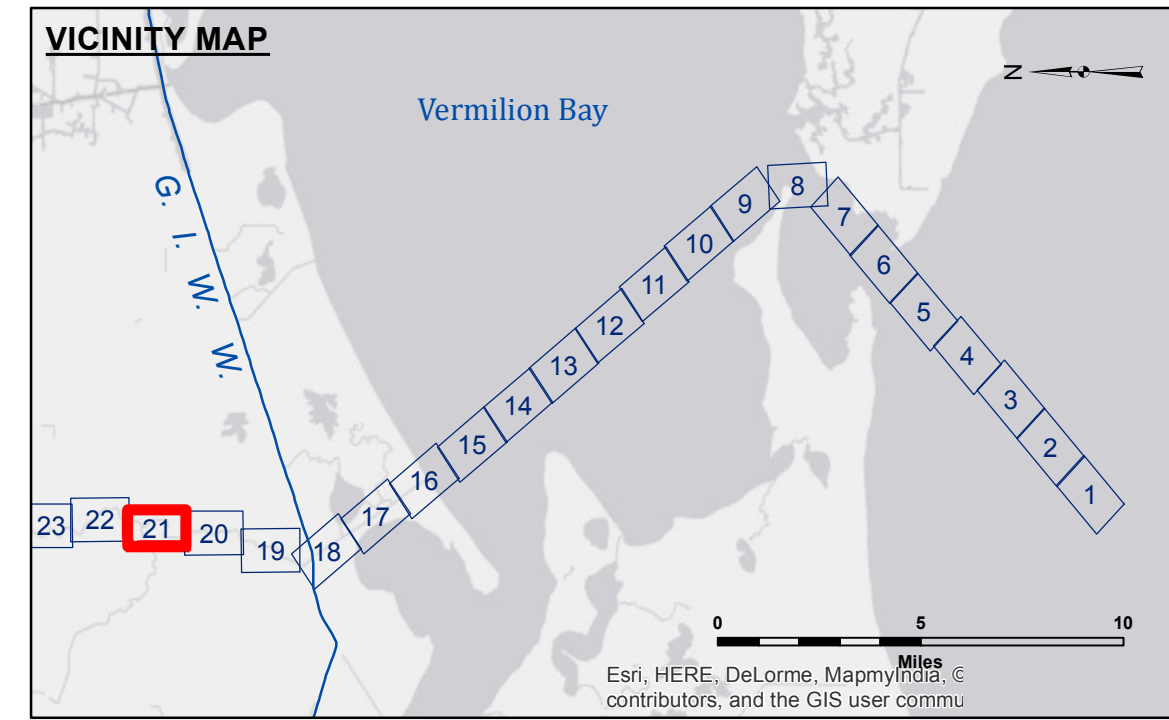 VICINITY MAP
N
Vermilion Bay
G. I. W. W.
8
9
7
10
6
11
5
12
4
13
3
14
2
15
16
1
17
23
22
21
20
19
18
0 5 10
Miles
Esri, HERE, DeLorme, MapmyIndia, ©
contributors, and the GIS user commu